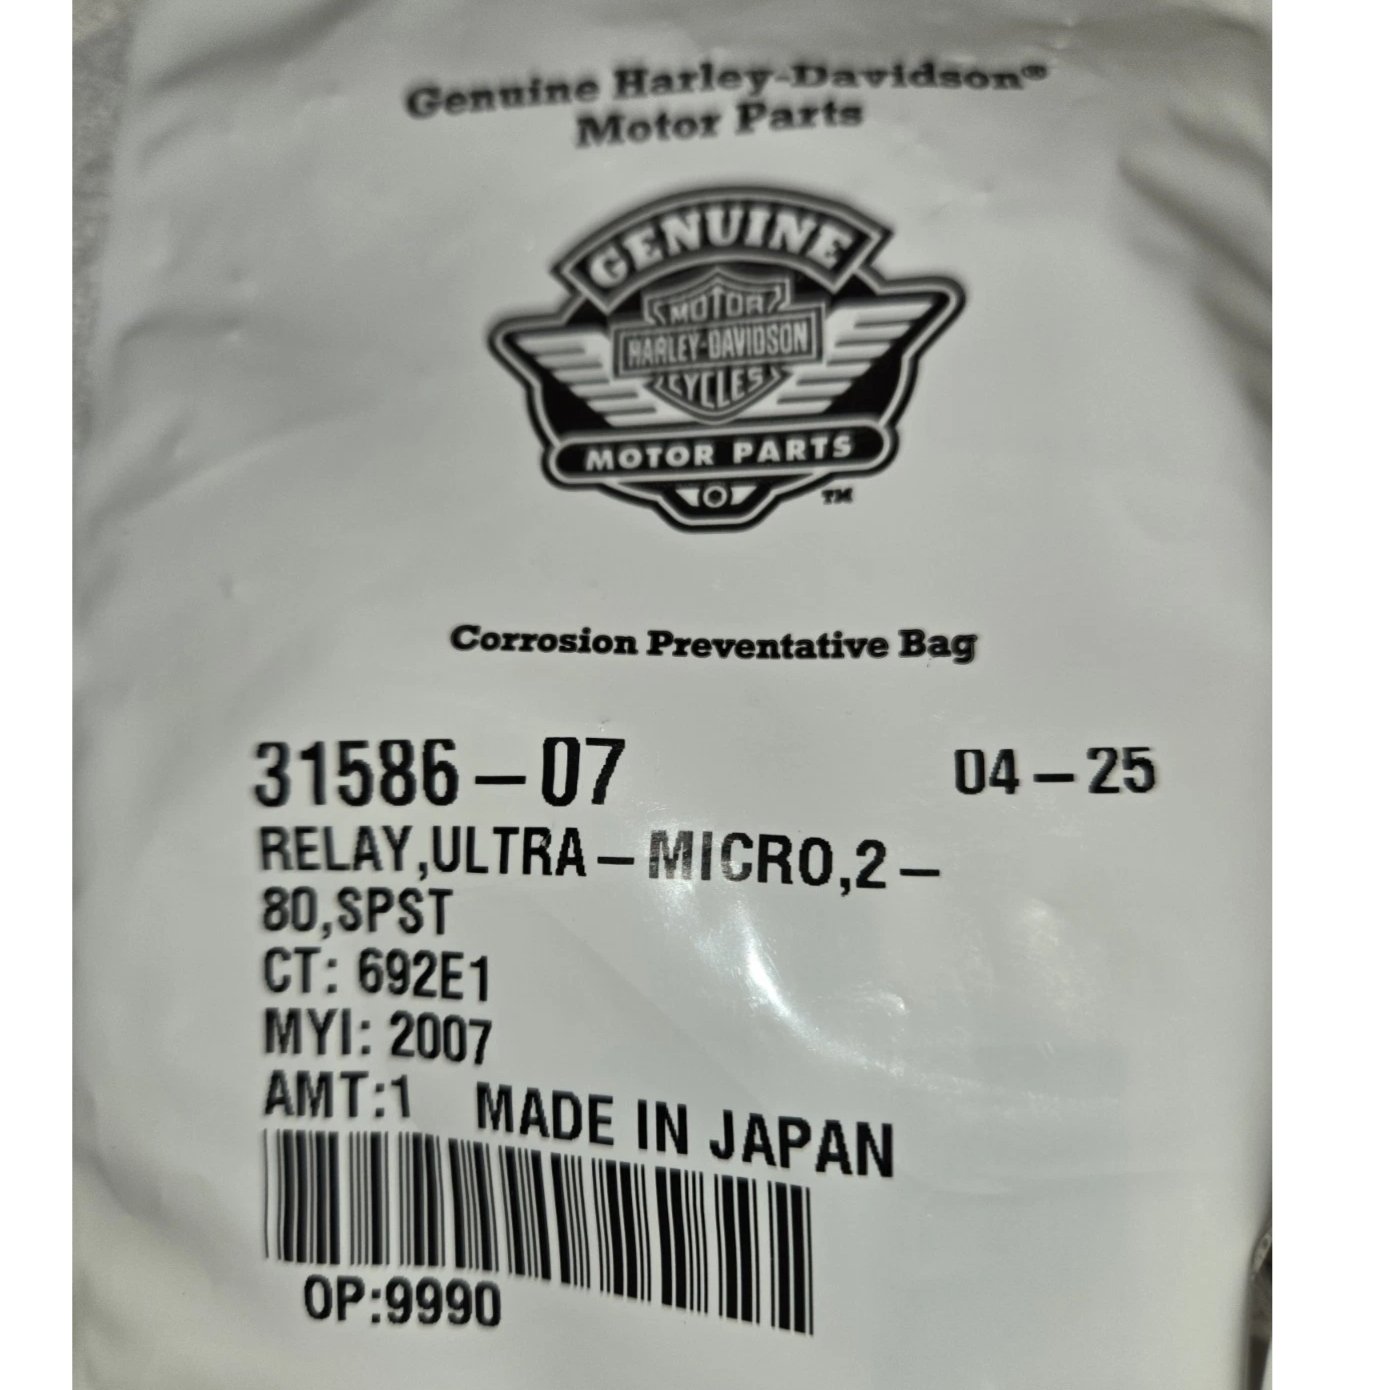 Genuine Harley-Davidson®
Motor Parts
GENUINE
MOTOR
HARLEY-DAVIDSON
CYCLES
MOTOR PARTS
TM
Corrosion Preventative Bag
31586-07 04-25
RELAY,ULTRA-MICRO,2-
80,SPST
CT: 692E1
MYI: 2007
AMT:1 MADE IN JAPAN
OP:9990